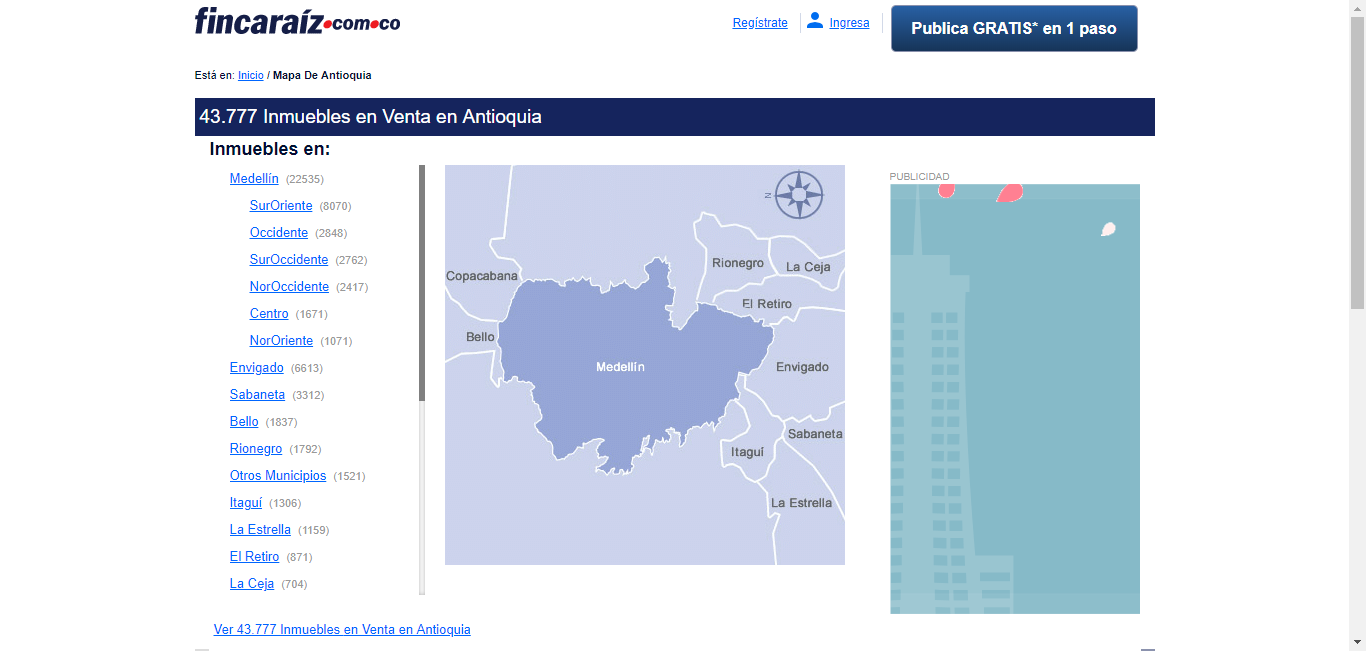 fincaraíz.com.co
Regístrate
Ingresa
Publica GRATIS* en 1 paso
Está en: Inicio / Mapa De Antioquia
43.777 Inmuebles en Venta en Antioquia
Inmuebles en:
Medellín (22535)
SurOriente (8070)
Occidente (2848)
SurOccidente (2762)
NorOccidente (2417)
Centro (1671)
NorOriente (1071)
Envigado (6613)
Sabaneta (3312)
Bello (1837)
Rionegro (1792)
Otros Municipios (1521)
Itaguí (1306)
La Estrella (1159)
El Retiro (871)
La Ceja (704)
N
Rionegro
La Ceja
Copacabana
El Retiro
Bello
Medellín
Envigado
Sabaneta
Itaguí
La Estrella
PUBLICIDAD
Ver 43.777 Inmuebles en Venta en Antioquia